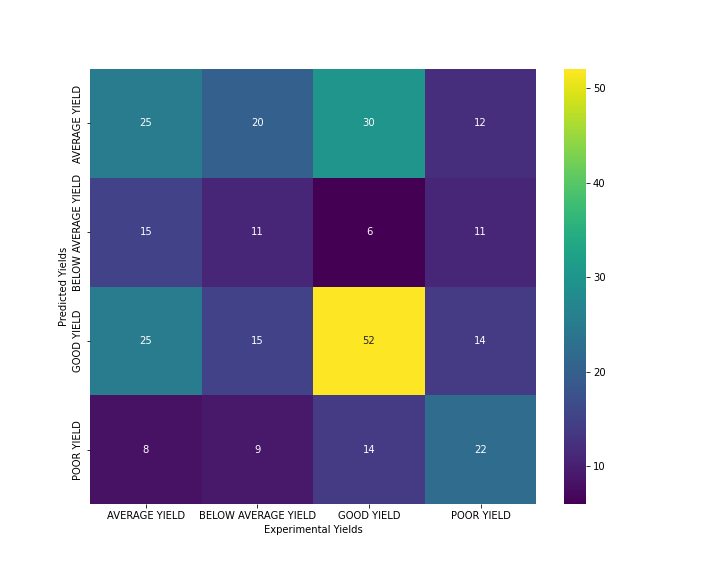 AVERAGE YIELD
25 20 30 12
BELOW AVERAGE YIELD
15 11 6 11
GOOD YIELD
25 15 52 14
POOR YIELD
8 9 14 22
Predicted Yields
AVERAGE YIELD BELOW AVERAGE YIELD GOOD YIELD POOR YIELD
Experimental Yields
50
40
30
20
10